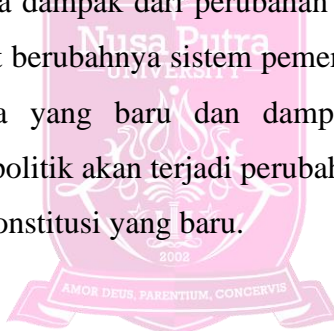 a dampak dari perubahan
Nusa Putra
UNIVERSITY
t berubahnya sistem pemer
a yang baru dan damp
politik akan terjadi perubah
onstitusi yang baru.
2002
AMOR DEUS, PARENTIUM, CONCERVIS